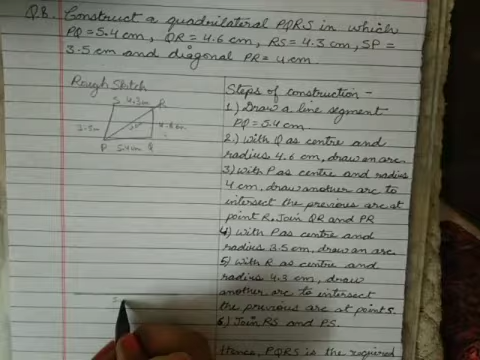 Q.8. Construct a quadrilateral PQRS in which
PQ = 5.4 cm, QR = 4.6 cm, RS = 4.3 cm, SP =
3.5 cm and diagonal PR = 4 cm
Rough Sketch
S 4.3cm R
3.5cm
4cm
4.6cm
P 5.4cm Q
Steps of construction -
1.) Draw a line segment
PQ = 5.4 cm
2.) With Q as centre and
radius 4.6 cm, draw an arc.
3) With P as centre and radius
4 cm, draw another arc to
intersect the previous arc at
point R. Join QR and PR
4) With P as centre and
radius 3.5 cm, draw an arc
5) With R as centre and
radius 4.3 cm, draw
another arc to intersect
the previous arc at point S.
6) Join RS and PS.
Hence, PQRS is the required